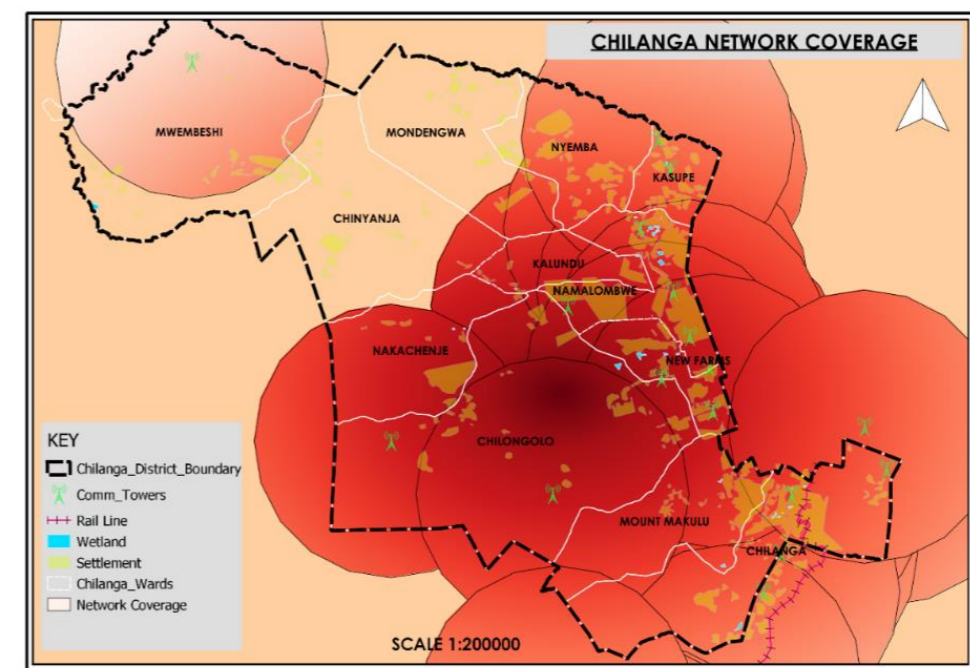 CHILANGA NETWORK COVERAGE
MWEMBESHI
MONDENGWA
NYEMBA
KASUPE
CHINYANJA
KALUNDU
NAMALOMBWE
NAKACHENJE
NEW FARMS
CHILONGOLO
MOUNT MAKULU
CHILANGA
KEY
Chilanga_District_Boundary
Comm_Towers
Rail Line
Wetland
Settlement
Chilanga_Wards
Network Coverage
SCALE 1:200000